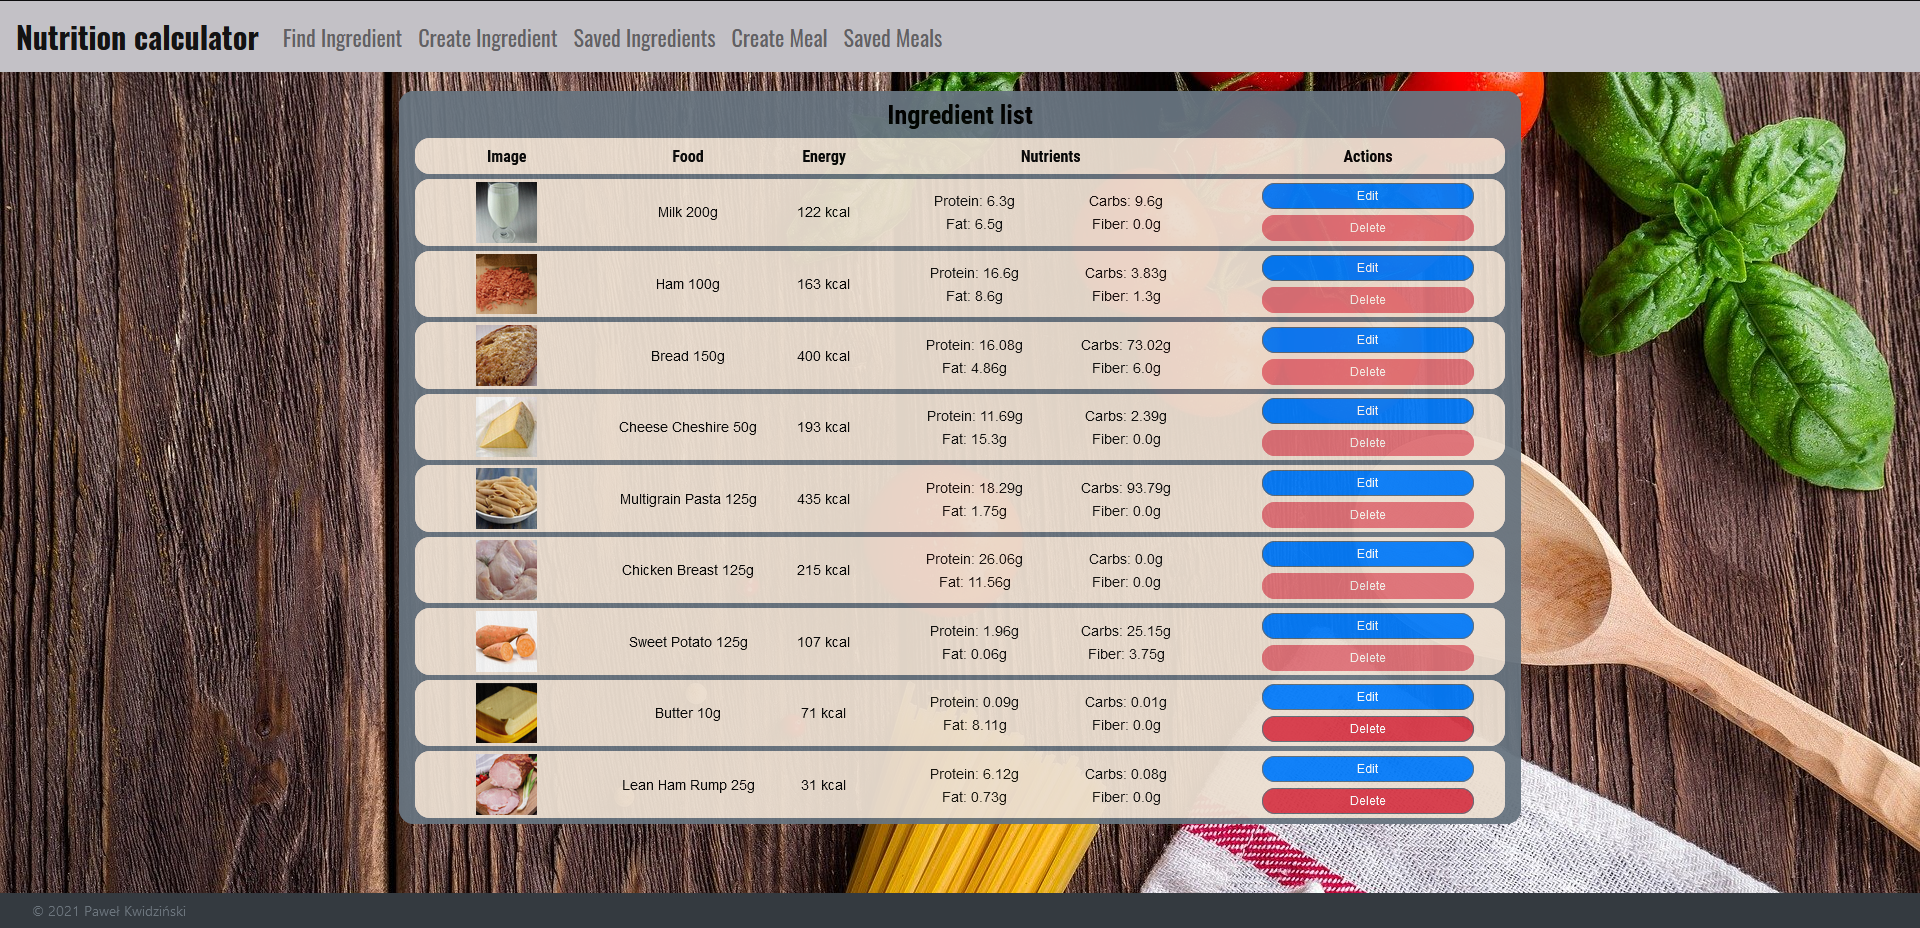 Nutrition calculator Find Ingredient Create Ingredient Saved Ingredients Create Meal Saved Meals
Ingredient list
Image Food Energy Nutrients Actions
Milk 200g 122 kcal Protein: 6.3g Carbs: 9.6g Edit
Fat: 6.5g Fiber: 0.0g Delete
Ham 100g 163 kcal Protein: 16.6g Carbs: 3.83g Edit
Fat: 8.6g Fiber: 1.3g Delete
Bread 150g 400 kcal Protein: 16.08g Carbs: 73.02g Edit
Fat: 4.86g Fiber: 6.0g Delete
Cheese Cheshire 50g 193 kcal Protein: 11.69g Carbs: 2.39g Edit
Fat: 15.3g Fiber: 0.0g Delete
Multigrain Pasta 125g 435 kcal Protein: 18.29g Carbs: 93.79g Edit
Fat: 1.75g Fiber: 0.0g Delete
Chicken Breast 125g 215 kcal Protein: 26.06g Carbs: 0.0g Edit
Fat: 11.56g Fiber: 0.0g Delete
Sweet Potato 125g 107 kcal Protein: 1.96g Carbs: 25.15g Edit
Fat: 0.06g Fiber: 3.75g Delete
Butter 10g 71 kcal Protein: 0.09g Carbs: 0.01g Edit
Fat: 8.11g Fiber: 0.0g Delete
Lean Ham Rump 25g 31 kcal Protein: 6.12g Carbs: 0.08g Edit
Fat: 0.73g Fiber: 0.0g Delete
© 2021 Paweł Kwidziński